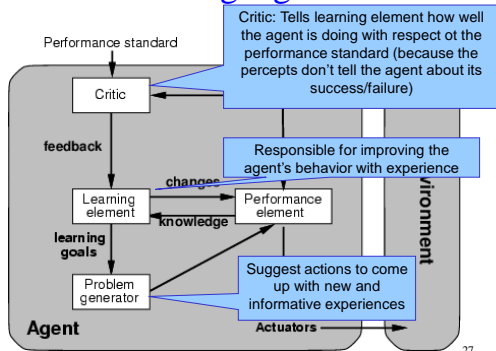 Critic: Tells learning element how well
the agent is doing with respect ot the
performance standard (because the
percepts don't tell the agent about its
success/failure)
Performance standard
Critic
feedback
Responsible for improving the
agent's behavior with experience
changes
Learning
element
Performance
element
knowledge
learning
goals
Problem
generator
Suggest actions to come
up with new and
informative experiences
vironment
Agent
Actuators
27